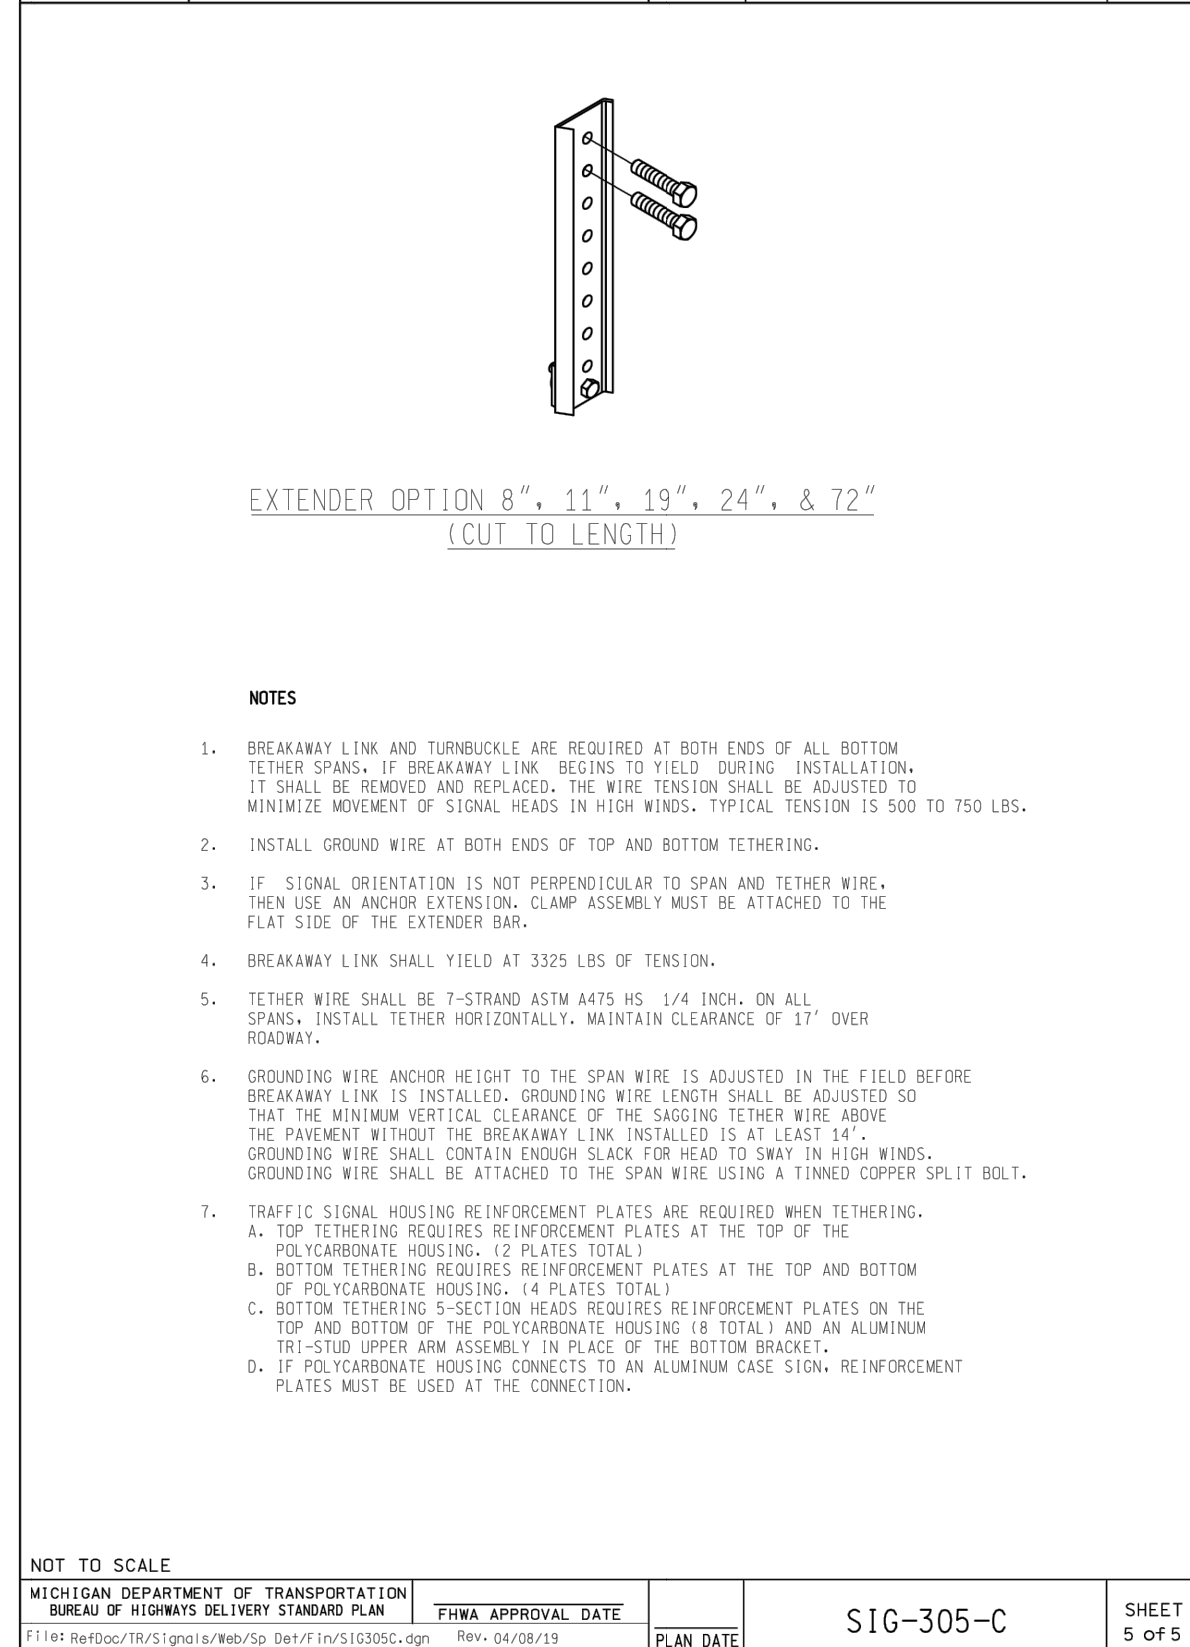 EXTENDER OPTION 8", 11", 19", 24", & 72"
(CUT TO LENGTH)
NOTES
1. BREAKAWAY LINK AND TURNBUCKLE ARE REQUIRED AT BOTH ENDS OF ALL BOTTOM
TETHER SPANS, IF BREAKAWAY LINK BEGINS TO YIELD DURING INSTALLATION,
IT SHALL BE REMOVED AND REPLACED. THE WIRE TENSION SHALL BE ADJUSTED TO
MINIMIZE MOVEMENT OF SIGNAL HEADS IN HIGH WINDS. TYPICAL TENSION IS 500 TO 750 LBS.
2. INSTALL GROUND WIRE AT BOTH ENDS OF TOP AND BOTTOM TETHERING.
3. IF SIGNAL ORIENTATION IS NOT PERPENDICULAR TO SPAN AND TETHER WIRE,
THEN USE AN ANCHOR EXTENSION. CLAMP ASSEMBLY MUST BE ATTACHED TO THE
FLAT SIDE OF THE EXTENDER BAR.
4. BREAKAWAY LINK SHALL YIELD AT 3325 LBS OF TENSION.
5. TETHER WIRE SHALL BE 7-STRAND ASTM A475 HS 1/4 INCH. ON ALL
SPANS, INSTALL TETHER HORIZONTALLY. MAINTAIN CLEARANCE OF 17' OVER
ROADWAY.
6. GROUNDING WIRE ANCHOR HEIGHT TO THE SPAN WIRE IS ADJUSTED IN THE FIELD BEFORE
BREAKAWAY LINK IS INSTALLED. GROUNDING WIRE LENGTH SHALL BE ADJUSTED SO
THAT THE MINIMUM VERTICAL CLEARANCE OF THE SAGGING TETHER WIRE ABOVE
THE PAVEMENT WITHOUT THE BREAKAWAY LINK INSTALLED IS AT LEAST 14'.
GROUNDING WIRE SHALL CONTAIN ENOUGH SLACK FOR HEAD TO SWAY IN HIGH WINDS.
GROUNDING WIRE SHALL BE ATTACHED TO THE SPAN WIRE USING A TINNED COPPER SPLIT BOLT.
7. TRAFFIC SIGNAL HOUSING REINFORCEMENT PLATES ARE REQUIRED WHEN TETHERING.
A. TOP TETHERING REQUIRES REINFORCEMENT PLATES AT THE TOP OF THE
POLYCARBONATE HOUSING. (2 PLATES TOTAL)
B. BOTTOM TETHERING REQUIRES REINFORCEMENT PLATES AT THE TOP AND BOTTOM
OF POLYCARBONATE HOUSING. (4 PLATES TOTAL)
C. BOTTOM TETHERING 5-SECTION HEADS REQUIRES REINFORCEMENT PLATES ON THE
TOP AND BOTTOM OF THE POLYCARBONATE HOUSING (8 TOTAL) AND AN ALUMINUM
TRI-STUD UPPER ARM ASSEMBLY IN PLACE OF THE BOTTOM BRACKET.
D. IF POLYCARBONATE HOUSING CONNECTS TO AN ALUMINUM CASE SIGN, REINFORCEMENT
PLATES MUST BE USED AT THE CONNECTION.
NOT TO SCALE
MICHIGAN DEPARTMENT OF TRANSPORTATION
BUREAU OF HIGHWAYS DELIVERY STANDARD PLAN
FHWA APPROVAL DATE
PLAN DATE
SIG-305-C
SHEET
5 of 5
File: RefDoc/TR/Signals/Web/Sp Det/Fin/SIG305C.dgn Rev. 04/08/19